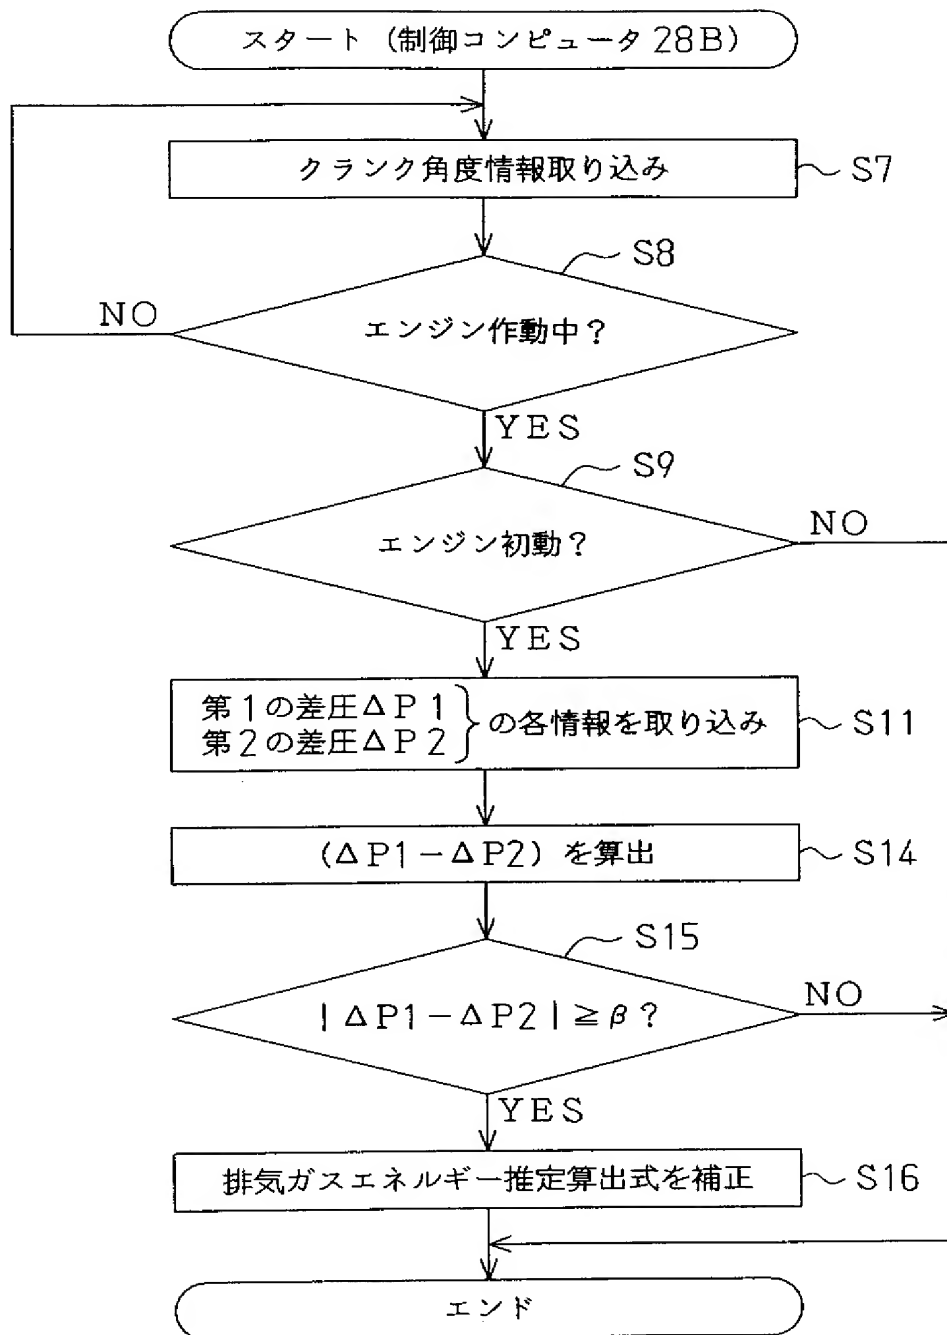 スタート（制御コンピュータ28B）
クランク角度情報取り込み
S7
S8
エンジン作動中？
NO
YES
S9
エンジン初動？
NO
YES
第1の差圧ΔP1
第2の差圧ΔP2
}の各情報を取り込み
S11
（ΔP1−ΔP2）を算出
S14
S15
|ΔP1−ΔP2|≧β？
NO
YES
排気ガスエネルギー推定算出式を補正
S16
エンド